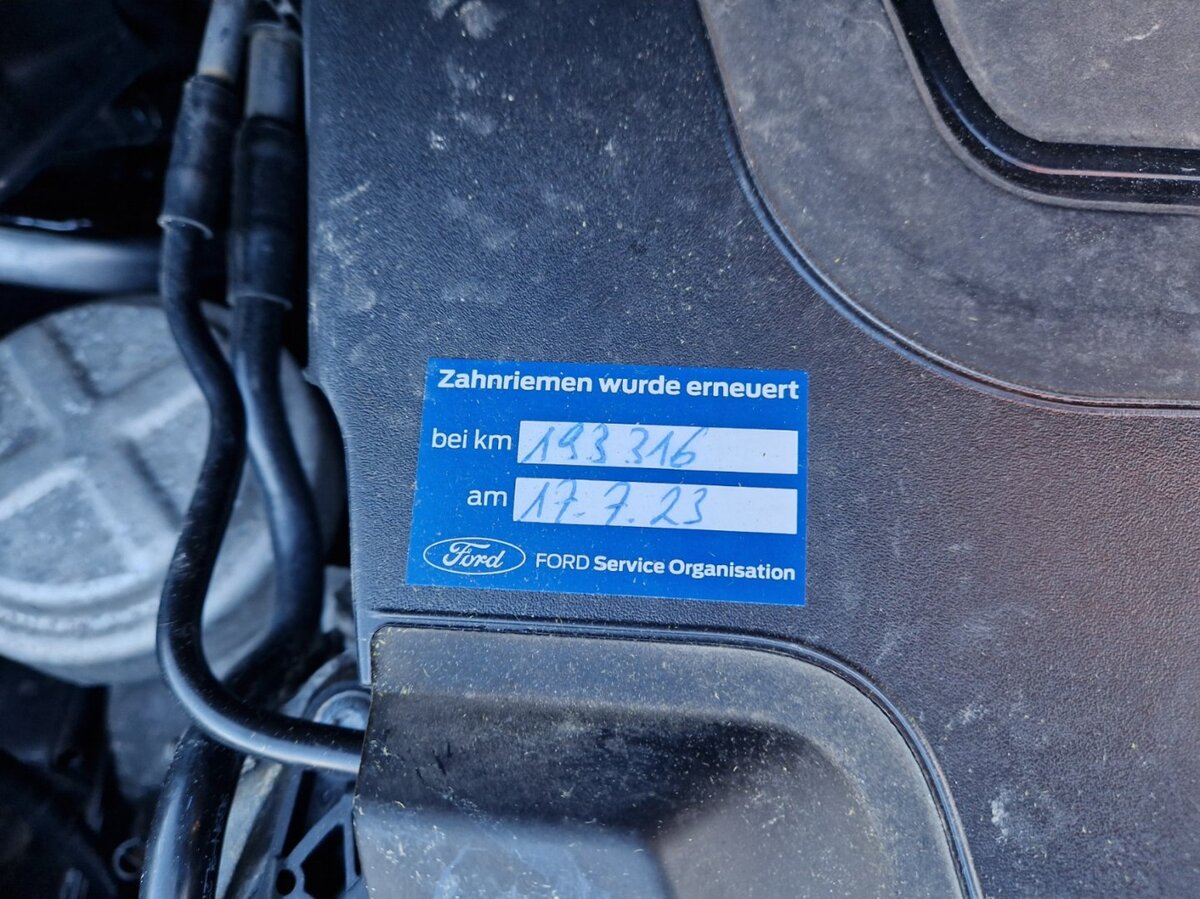 Zahnriemen wurde erneuert
bei km 193 316
am 17.7.23
Ford FORD Service Organisation